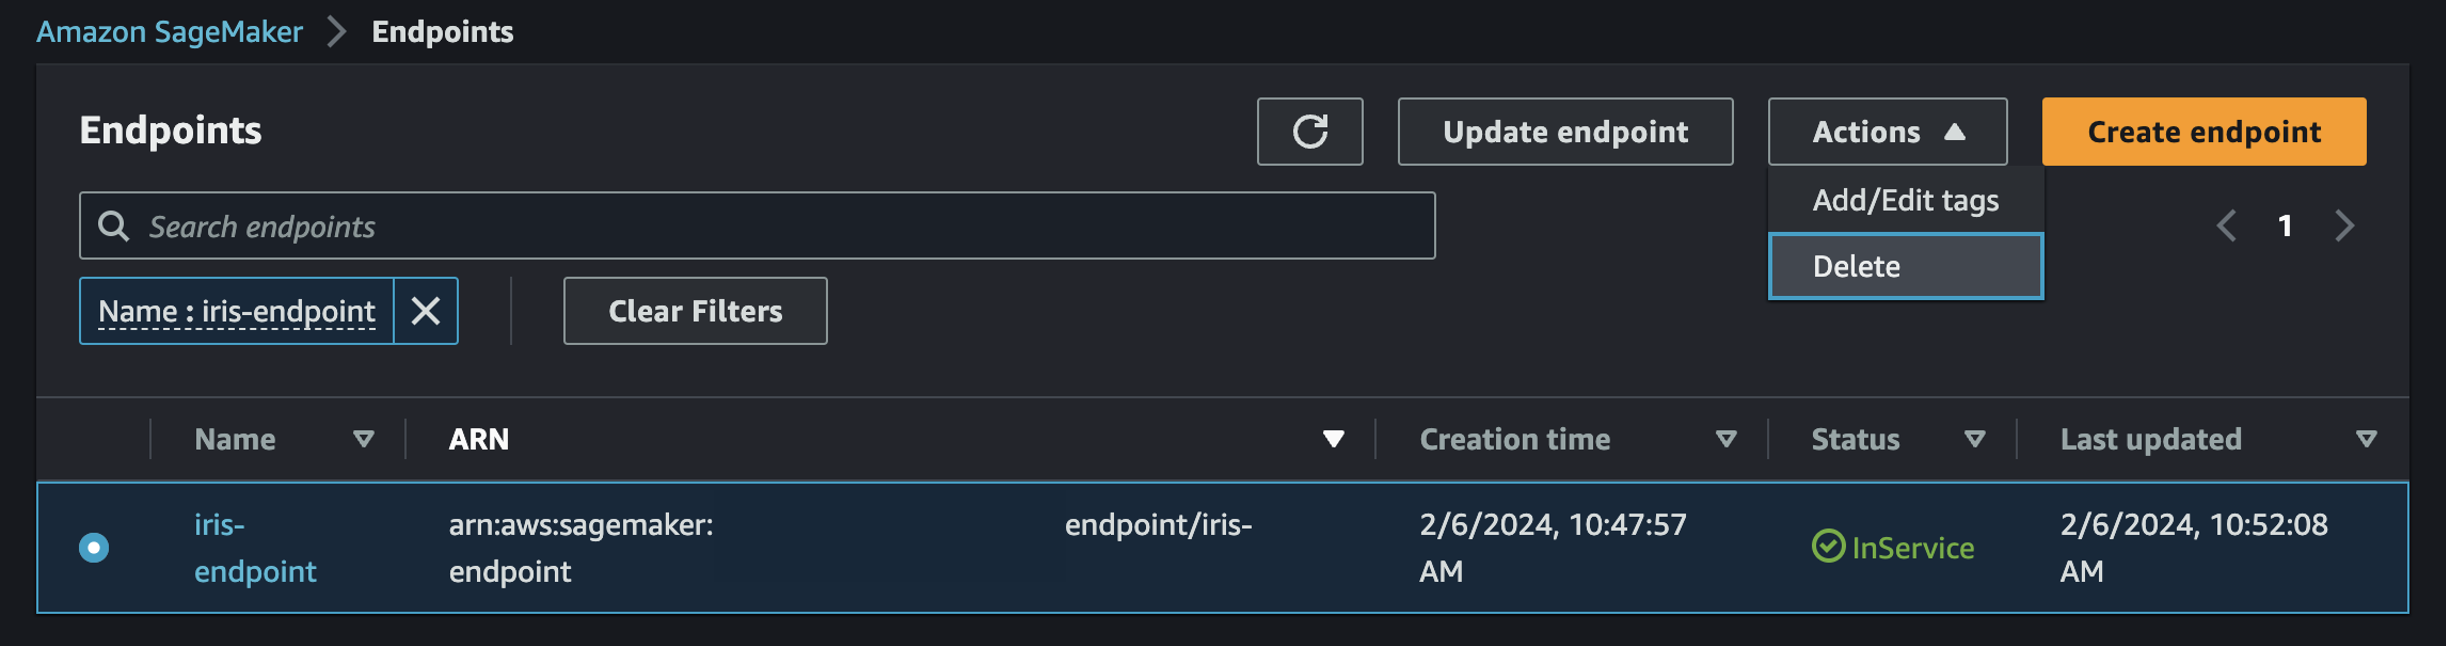 Amazon SageMaker > Endpoints
Endpoints
Update endpoint
Actions
Create endpoint
Add/Edit tags
Delete
Search endpoints
1
Name : iris-endpoint
Clear Filters
Name ARN Creation time Status Last updated
iris- arn:aws:sagemaker: endpoint/iris- 2/6/2024, 10:47:57 InService 2/6/2024, 10:52:08
endpoint endpoint AM AM